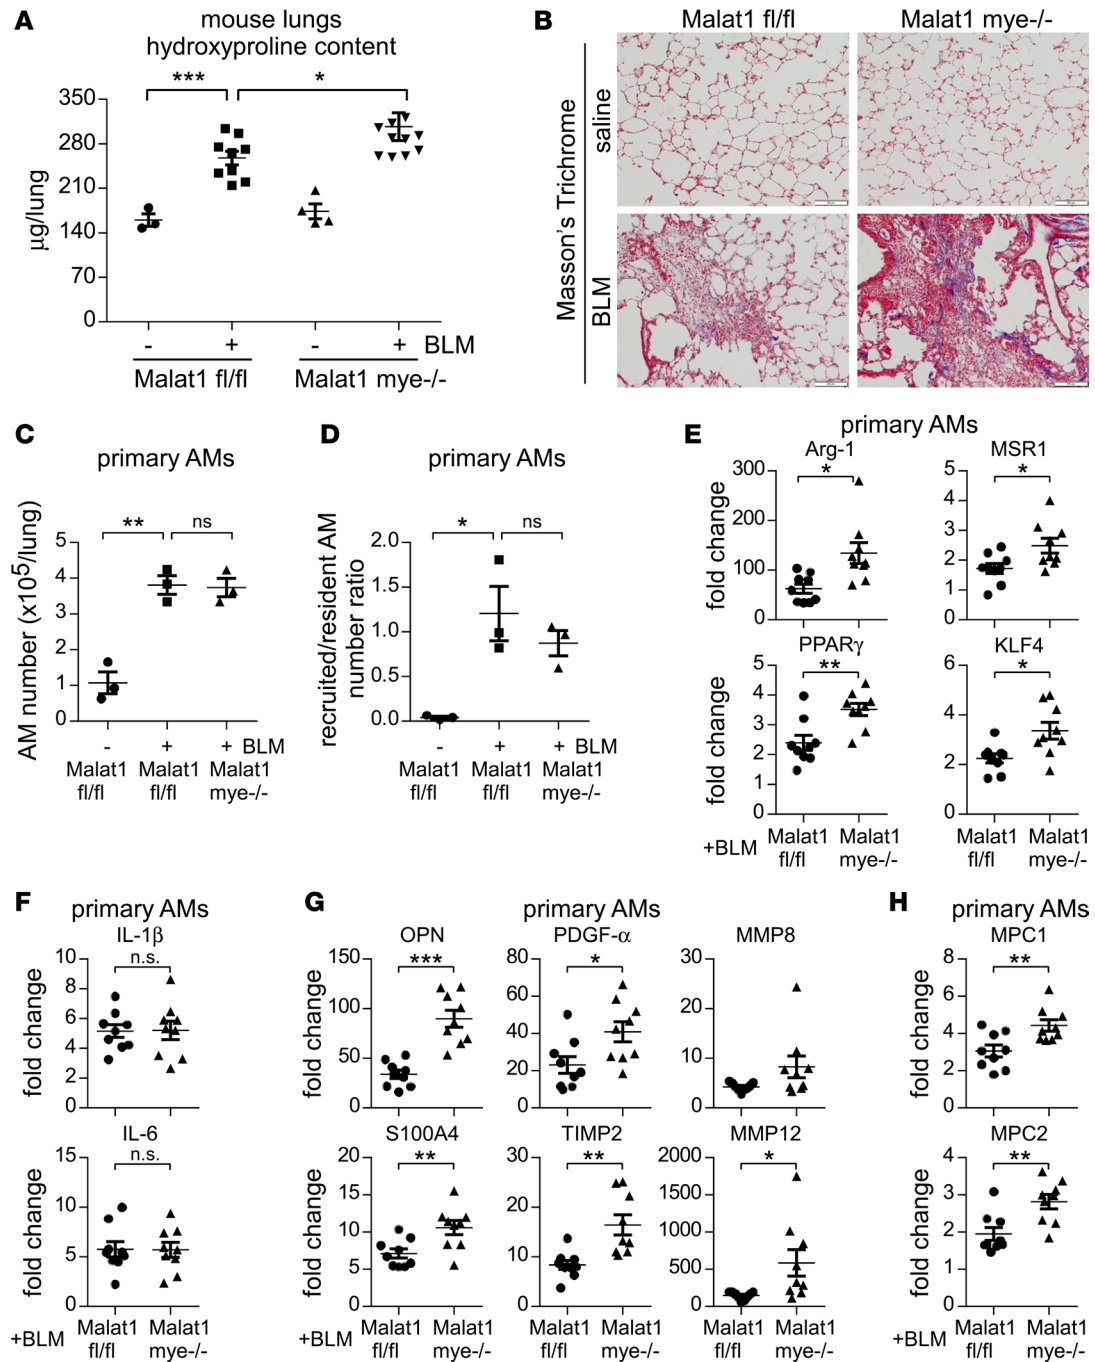 A
mouse lungs
hydroxyproline content
***
*
µg/lung
350
280
210
140
70
0
-
+
-
+
BLM
Malat1 fl/fl
Malat1 mye-/-
B
Malat1 fl/fl
Malat1 mye-/-
Masson's Trichrome
saline
BLM
C
primary AMs
AM number (x10⁵/lung)
**
ns
5
4
3
2
1
0
-
+
+
BLM
Malat1 Malat1 Malat1
fl/fl fl/fl mye-/-
D
primary AMs
recruited/resident AM
number ratio
*
ns
2.0
1.5
1.0
0.5
0.0
-
+
+
BLM
Malat1 Malat1 Malat1
fl/fl fl/fl mye-/-
E
primary AMs
Arg-1
*
fold change
300
200
100
0
MSR1
*
5
4
3
2
1
0
PPARγ
**
fold change
5
4
3
2
1
0
KLF4
*
6
4
2
0
+BLM
Malat1 Malat1
fl/fl mye-/-
Malat1 Malat1
fl/fl mye-/-
F
primary AMs
IL-1β
n.s.
fold change
10
8
6
4
2
0
IL-6
n.s.
fold change
15
10
5
0
+BLM
Malat1 Malat1
fl/fl mye-/-
G
primary AMs
OPN
***
fold change
150
100
50
0
PDGF-α
*
80
60
40
20
0
MMP8
30
20
10
0
S100A4
**
fold change
20
15
10
5
0
TIMP2
**
30
20
10
0
MMP12
*
2000
1500
1000
500
0
+BLM
Malat1 Malat1
fl/fl mye-/-
Malat1 Malat1
fl/fl mye-/-
Malat1 Malat1
fl/fl mye-/-
H
primary AMs
MPC1
**
fold change
8
6
4
2
0
MPC2
**
fold change
4
3
2
1
0
+BLM
Malat1 Malat1
fl/fl mye-/-